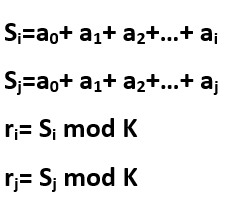 Sᵢ=a₀+ a₁+ a₂+...+ aᵢ
Sⱼ=a₀+ a₁+ a₂+...+ aⱼ
rᵢ= Sᵢ mod K
rⱼ= Sⱼ mod K